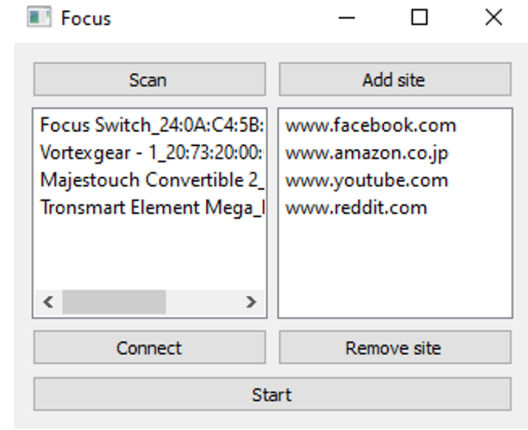 Focus
Scan
Add site
Focus Switch_24:0A:C4:5B:
Vortexgear - 1_20:73:20:00:
Majestouch Convertible 2_
Tronsmart Element Mega_
www.facebook.com
www.amazon.co.jp
www.youtube.com
www.reddit.com
Connect
Remove site
Start